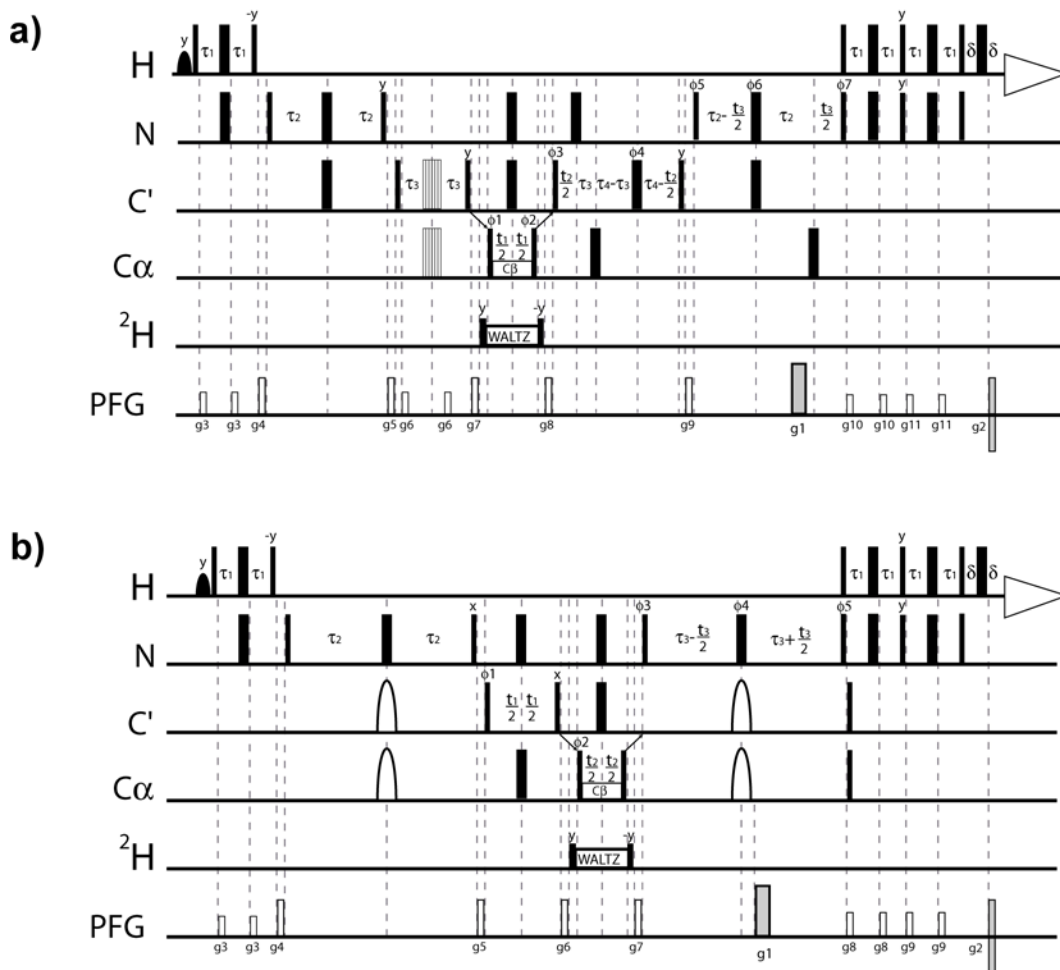 a)
y -y y
H τ1 τ1 τ1 τ1 τ1 τ1 δ δ
y ϕ5 ϕ6 ϕ7 y
N τ2 τ2 τ2- t3/2 τ2 t3/2
y ϕ3 ϕ4 y
C' τ3 τ3 t2/2 τ3 τ4-τ3 τ4- t2/2
ϕ1 ϕ2
Cα t1/2 t1/2
Cβ
y -y
2H WALTZ
PFG
g3 g3 g4 g5 g6 g6 g7 g8 g9 g1 g10 g10 g11 g11 g2
b)
y -y y
H τ1 τ1 τ1 τ1 τ1 τ1 δ δ
x ϕ3 ϕ4 ϕ5 y
N τ2 τ2 τ3- t3/2 τ3+ t3/2
ϕ1 x
C' t1/2 t1/2
ϕ2
Cα t2/2 t2/2
Cβ
y -y
2H WALTZ
PFG
g3 g3 g4 g5 g6 g7 g1 g8 g8 g9 g9 g2